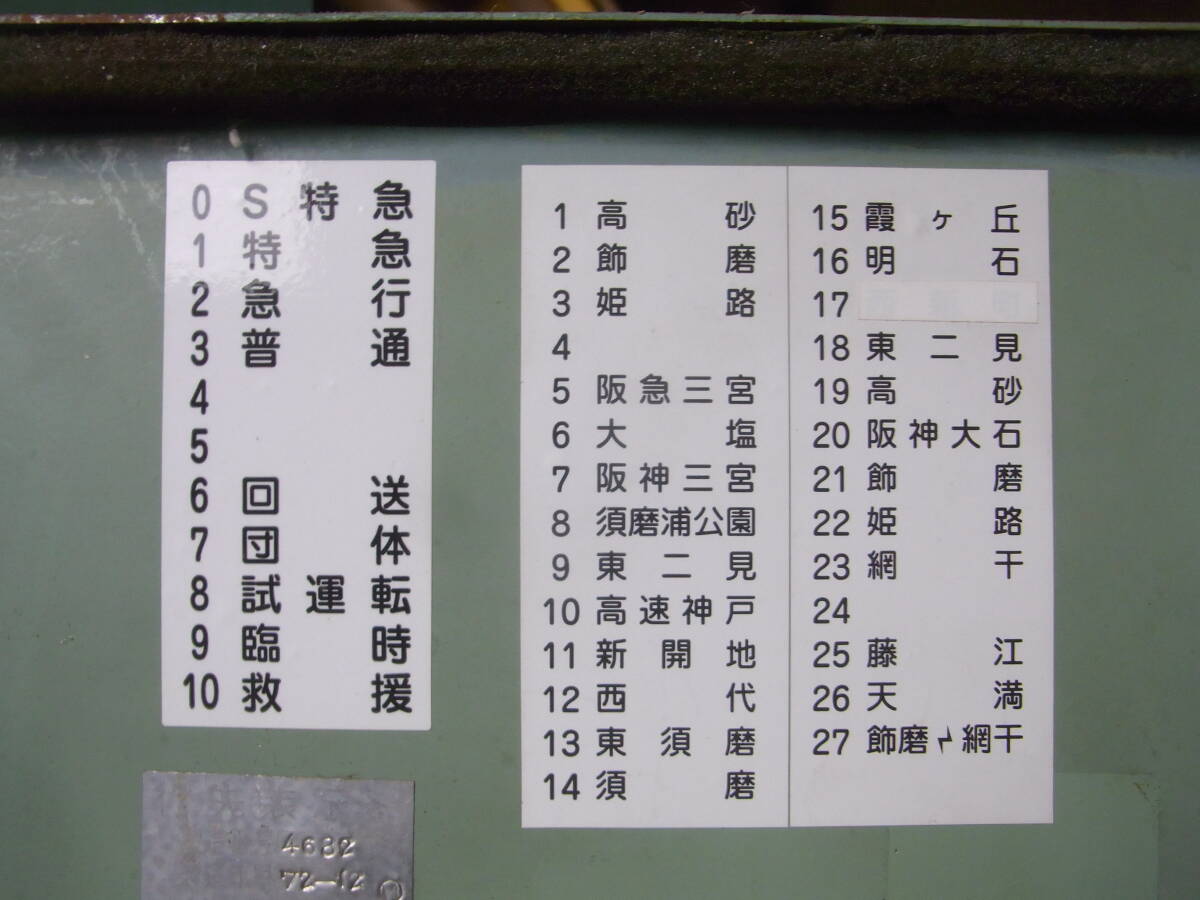 0 S特急
1 特急
2 急行
3 普通
4
5
6 回送
7 団体
8 試運転
9 臨時
10 救援
1 高砂
2 飾磨
3 姫路
4
5 阪急三宮
6 大塩
7 阪神三宮
8 須磨浦公園
9 東二見
10 高速神戸
11 新開地
12 西代
13 東須磨
14 須磨
15 霞ヶ丘
16 明石
17
18 東二見
19 高砂
20 阪神大石
21 飾磨
22 姫路
23 網干
24
25 藤江
26 天満
27 飾磨⇌網干
4632
72-12